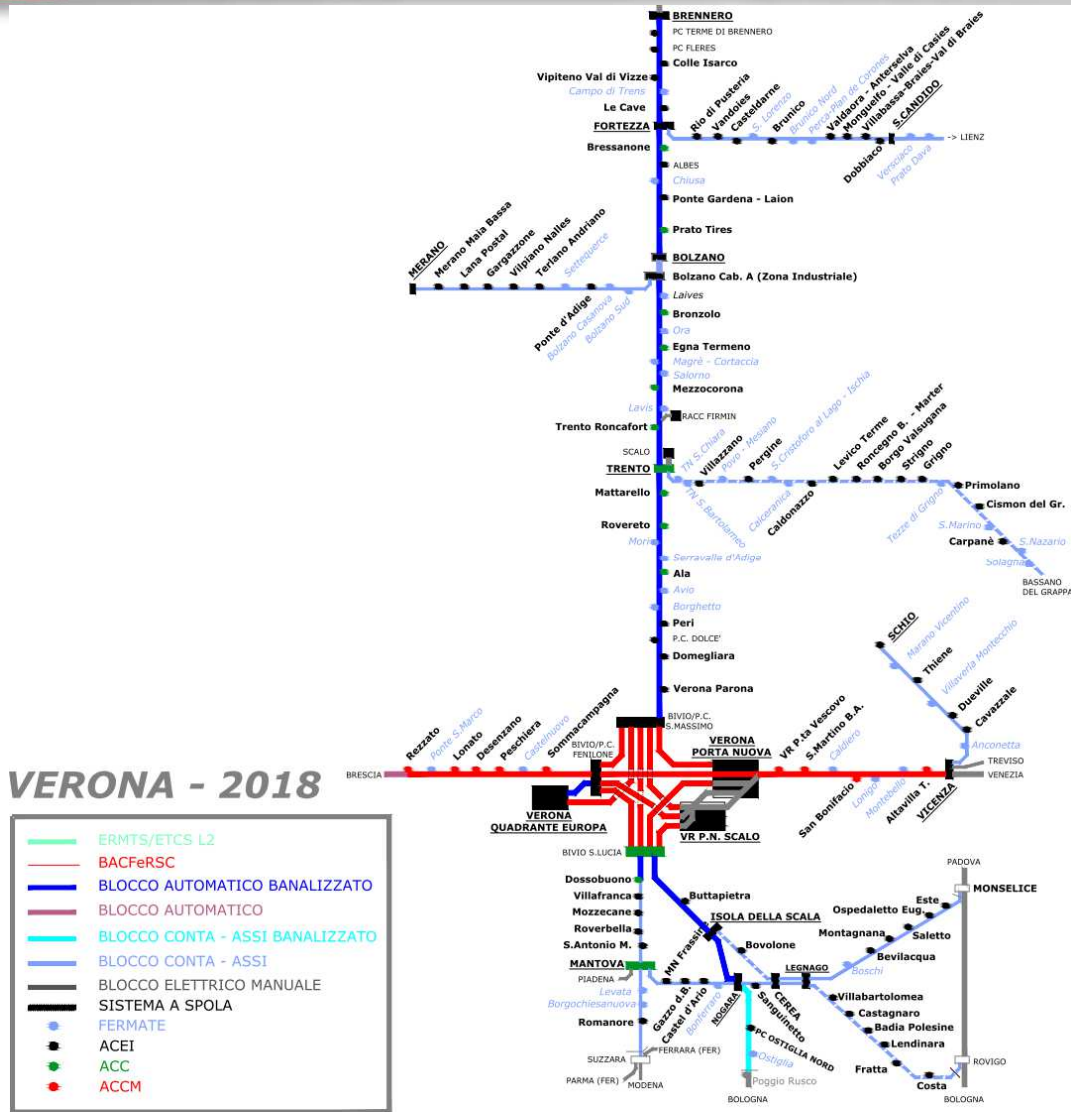 BRENNERO
PC TERME DI BRENNERO
PC FLERES
Colle Isarco
Vipiteno Val di Vizze
Campo di Trens
Le Cave
FORTEZZA
Rio di Pusteria
Vandoies
Casteldarne
S. Lorenzo
Brunico
Brunico Nord
Perca-Plan de Corones
Valdaora - Anterselva
Monguelfo - Valle di Casies
Villabassa-Braies-Val di Braies
Dobbiaco
S.CANDIDO
Versciaco
Prato Dava
-> LIENZ
Bressanone
ALBES
Chiusa
Ponte Gardena - Laion
Prato Tires
BOLZANO
Bolzano Cab. A (Zona Industriale)
MERANO
Merano Maia Bassa
Lana Postal
Gargazzone
Vilpiano Nalles
Terlano Andriano
Settequerce
Ponte d'Adige
Bolzano Casanova
Bolzano Sud
Laives
Bronzolo
Ora
Egna Termeno
Magrè - Cortaccia
Salorno
Mezzocorona
Lavis
RACC FIRMIN
Trento Roncafort
SCALO
TRENTO
TN S.Chiara
TN S.Bartolameo
Villazzano
Povo - Mesiano
Pergine
S.Cristoforo al Lago - Ischia
Calceranica
Caldonazzo
Levico Terme
Roncegno B. - Marter
Borgo Valsugana
Strigno
Grigno
Tezze di Grigno
Primolano
Cismon del Gr.
S.Marino
Carpanè
S.Nazario
Solagna
BASSANO
DEL GRAPPA
Mattarello
Rovereto
Mori
Serravalle d'Adige
Ala
Avio
Borghetto
Peri
P.C. DOLCE'
Domegliara
Verona Parona
BIVIO/P.C.
S.MASSIMO
SCHIO
Marano Vicentino
Thiene
Villaverla Montecchio
Dueville
Cavazzale
Anconetta
TREVISO
VENEZIA
VICENZA
BRESCIA
Rezzato
Ponte S.Marco
Lonato
Desenzano
Peschiera
Castelnuovo
Sommacampagna
BIVIO/P.C.
FENILONE
VERONA
PORTA NUOVA
VR P.ta Vescovo
S.Martino B.A.
Caldiero
San Bonifacio
Lonigo
Montebello
Altavilla T.
VERONA
QUADRANTE EUROPA
VR P.N. SCALO
BIVIO S.LUCIA
VERONA - 2018
ERMTS/ETCS L2
BACFeRSC
BLOCCO AUTOMATICO BANALIZZATO
BLOCCO AUTOMATICO
BLOCCO CONTA - ASSI BANALIZZATO
BLOCCO CONTA - ASSI
BLOCCO ELETTRICO MANUALE
SISTEMA A SPOLA
FERMATE
ACEI
ACC
ACCM
Dossobuono
Villafranca
Mozzecane
Roverbella
S.Antonio M.
MANTOVA
PIADENA
Levata
Borgochiesanuova
Romanore
SUZZARA
FERRARA (FER)
PARMA (FER)
MODENA
Buttapietra
ISOLA DELLA SCALA
Bovolone
MN Frassine
Gazzo d.B.
Castel d'Ario
Bonferraro
NOGARA
Sanguinetto
CEREA
LEGNAGO
PC OSTIGLIA NORD
Ostiglia
Poggio Rusco
BOLOGNA
PADOVA
MONSELICE
Este
Ospedaletto Eug.
Saletto
Montagnana
Bevilacqua
Boschi
Villabartolomea
Castagnaro
Badia Polesine
Lendinara
Fratta
Costa
ROVIGO
BOLOGNA